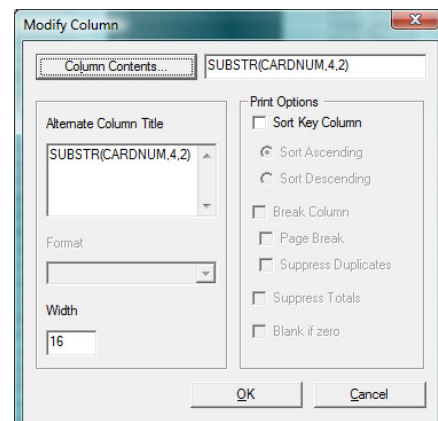 Modify Column
Column Contents... SUBSTR(CARDNUM,4,2)
Alternate Column Title
SUBSTR(CARDNUM,4,2)
Format
Width
16
Print Options
Sort Key Column
Sort Ascending
Sort Descending
Break Column
Page Break
Suppress Duplicates
Suppress Totals
Blank if zero
OK Cancel